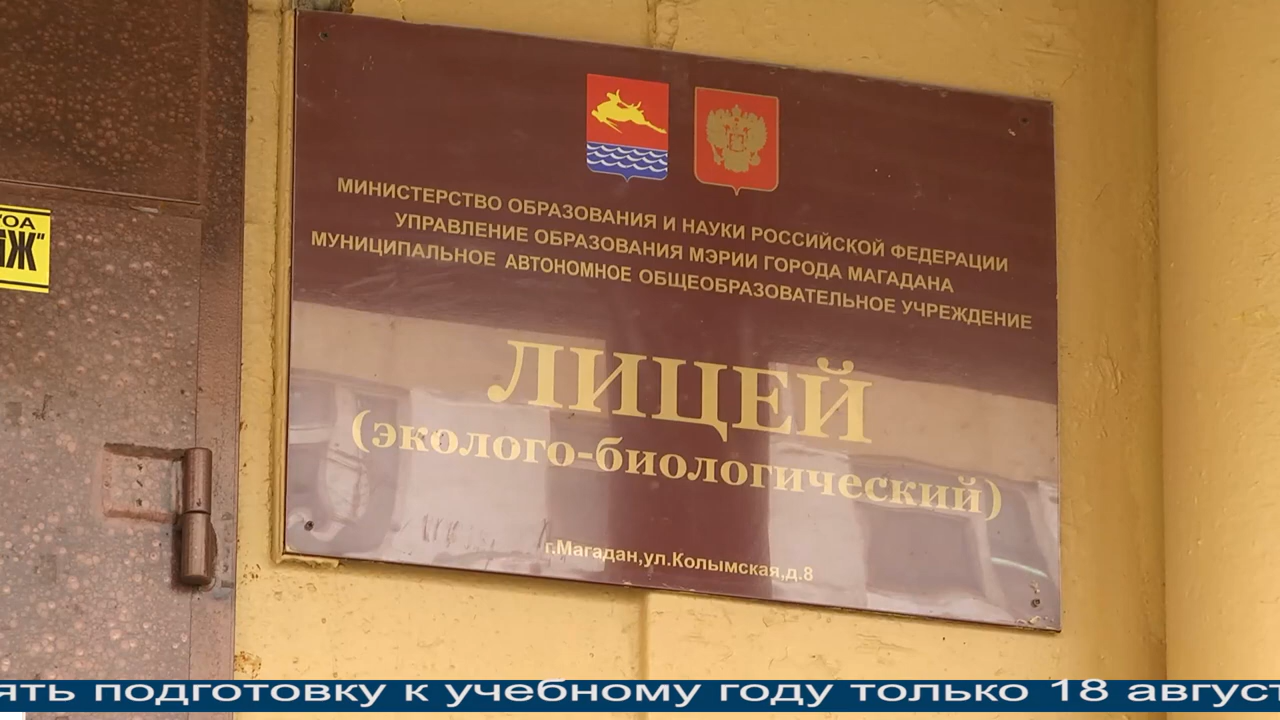 МИНИСТЕРСТВО ОБРАЗОВАНИЯ И НАУКИ РОССИЙСКОЙ ФЕДЕРАЦИИ
УПРАВЛЕНИЕ ОБРАЗОВАНИЯ МЭРИИ ГОРОДА МАГАДАНА
МУНИЦИПАЛЬНОЕ АВТОНОМНОЕ ОБЩЕОБРАЗОВАТЕЛЬНОЕ УЧРЕЖДЕНИЕ
ЛИЦЕЙ
(эколого-биологический)
г.Магадан,ул.Колымская,д.8
подготовку к учебному году только 18